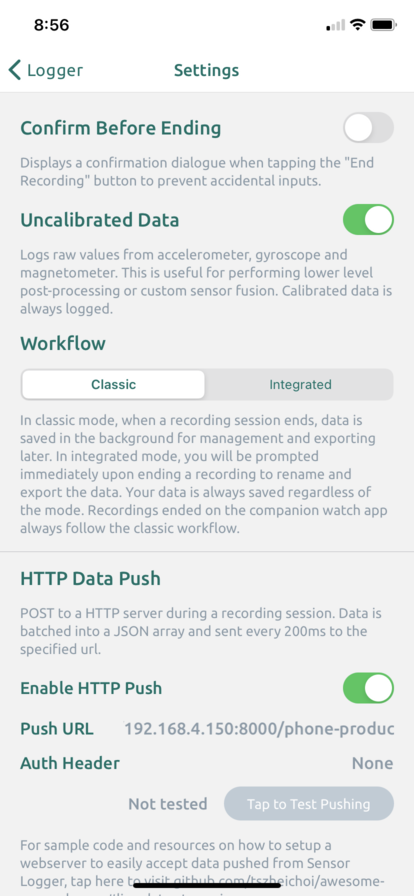 8:56
Logger
Settings
Confirm Before Ending
Displays a confirmation dialogue when tapping the "End
Recording" button to prevent accidental inputs.
Uncalibrated Data
Logs raw values from accelerometer, gyroscope and
magnetometer. This is useful for performing lower level
post-processing or custom sensor fusion. Calibrated data is
always logged.
Workflow
Classic Integrated
In classic mode, when a recording session ends, data is
saved in the background for management and exporting
later. In integrated mode, you will be prompted
immediately upon ending a recording to rename and
export the data. Your data is always saved regardless of
the mode. Recordings ended on the companion watch app
always follow the classic workflow.
HTTP Data Push
POST to a HTTP server during a recording session. Data is
batched into a JSON array and sent every 200ms to the
specified url.
Enable HTTP Push
Push URL 192.168.4.150:8000/phone-produc
Auth Header None
Not tested Tap to Test Pushing
For sample code and resources on how to setup a
webserver to easily accept data pushed from Sensor
Logger, tap here to visit github.com/tszheichoi/awesome-